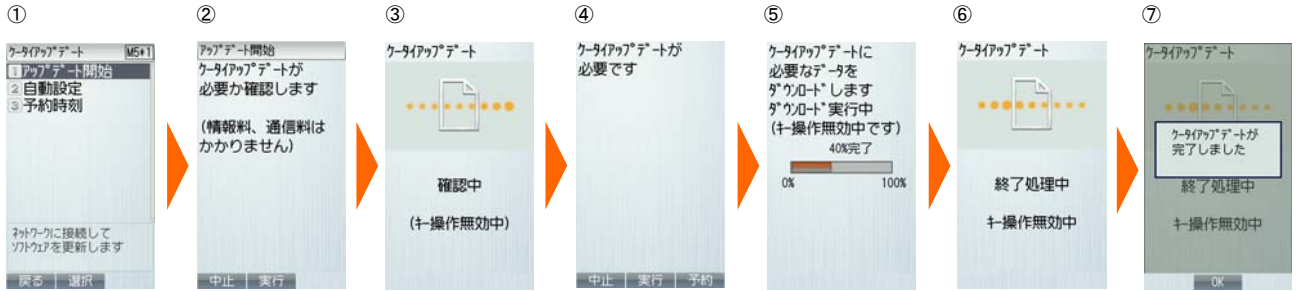 ①
ケータイアップデート M5*1
1アップデート開始
2自動設定
3予約時刻
ネットワークに接続して
ソフトウェアを更新します
戻る 選択
②
アップデート開始
ケータイアップデートが
必要か確認します
(情報料、通信料は
かかりません)
中止 実行
③
ケータイアップデート
確認中
(キー操作無効中)
④
ケータイアップデートが
必要です
中止 実行 予約
⑤
ケータイアップデートに
必要なデータを
ダウンロードします
ダウンロード実行中
(キー操作無効中です)
40%完了
0% 100%
⑥
ケータイアップデート
終了処理中
キー操作無効中
⑦
ケータイアップデート
ケータイアップデートが
完了しました
終了処理中
キー操作無効中
OK